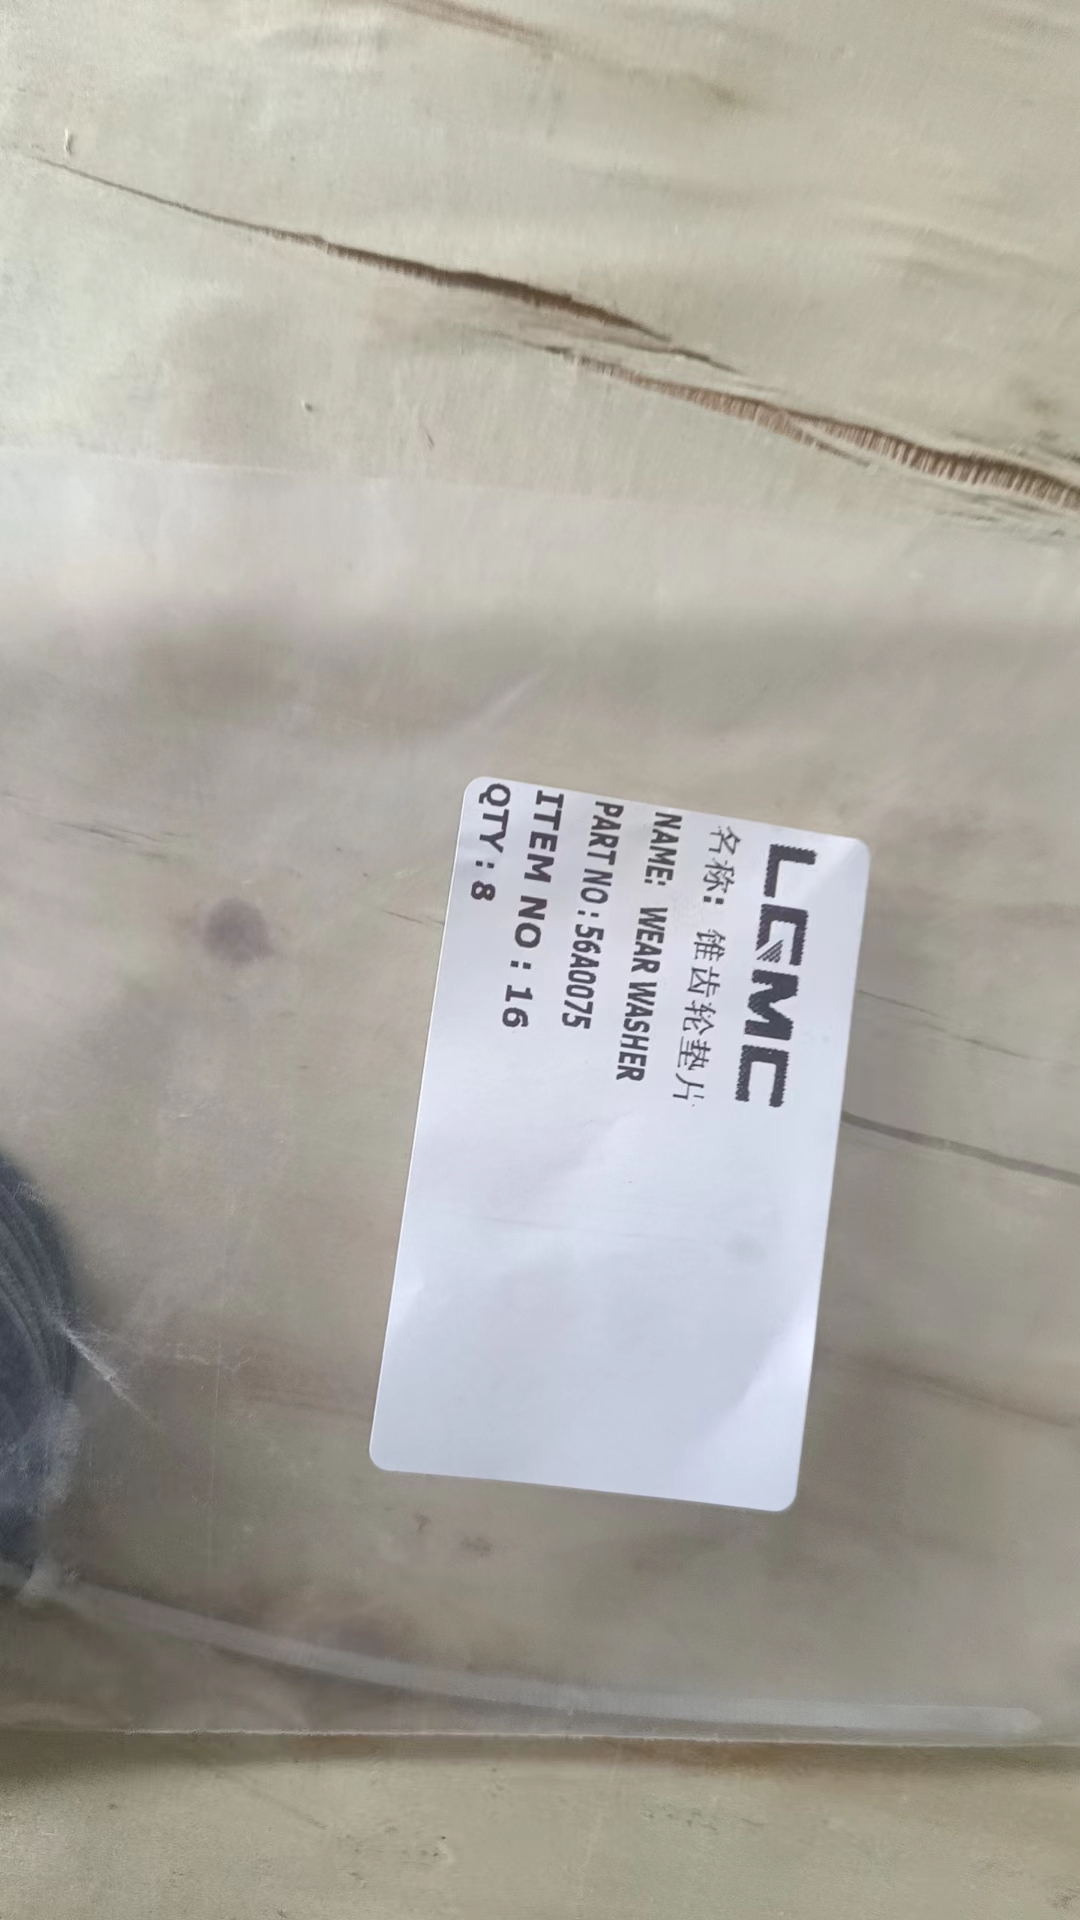 LGMC
名称: 锥齿轮垫片
NAME: WEAR WASHER
PART NO: 56A0075
ITEM NO: 16
QTY: 8